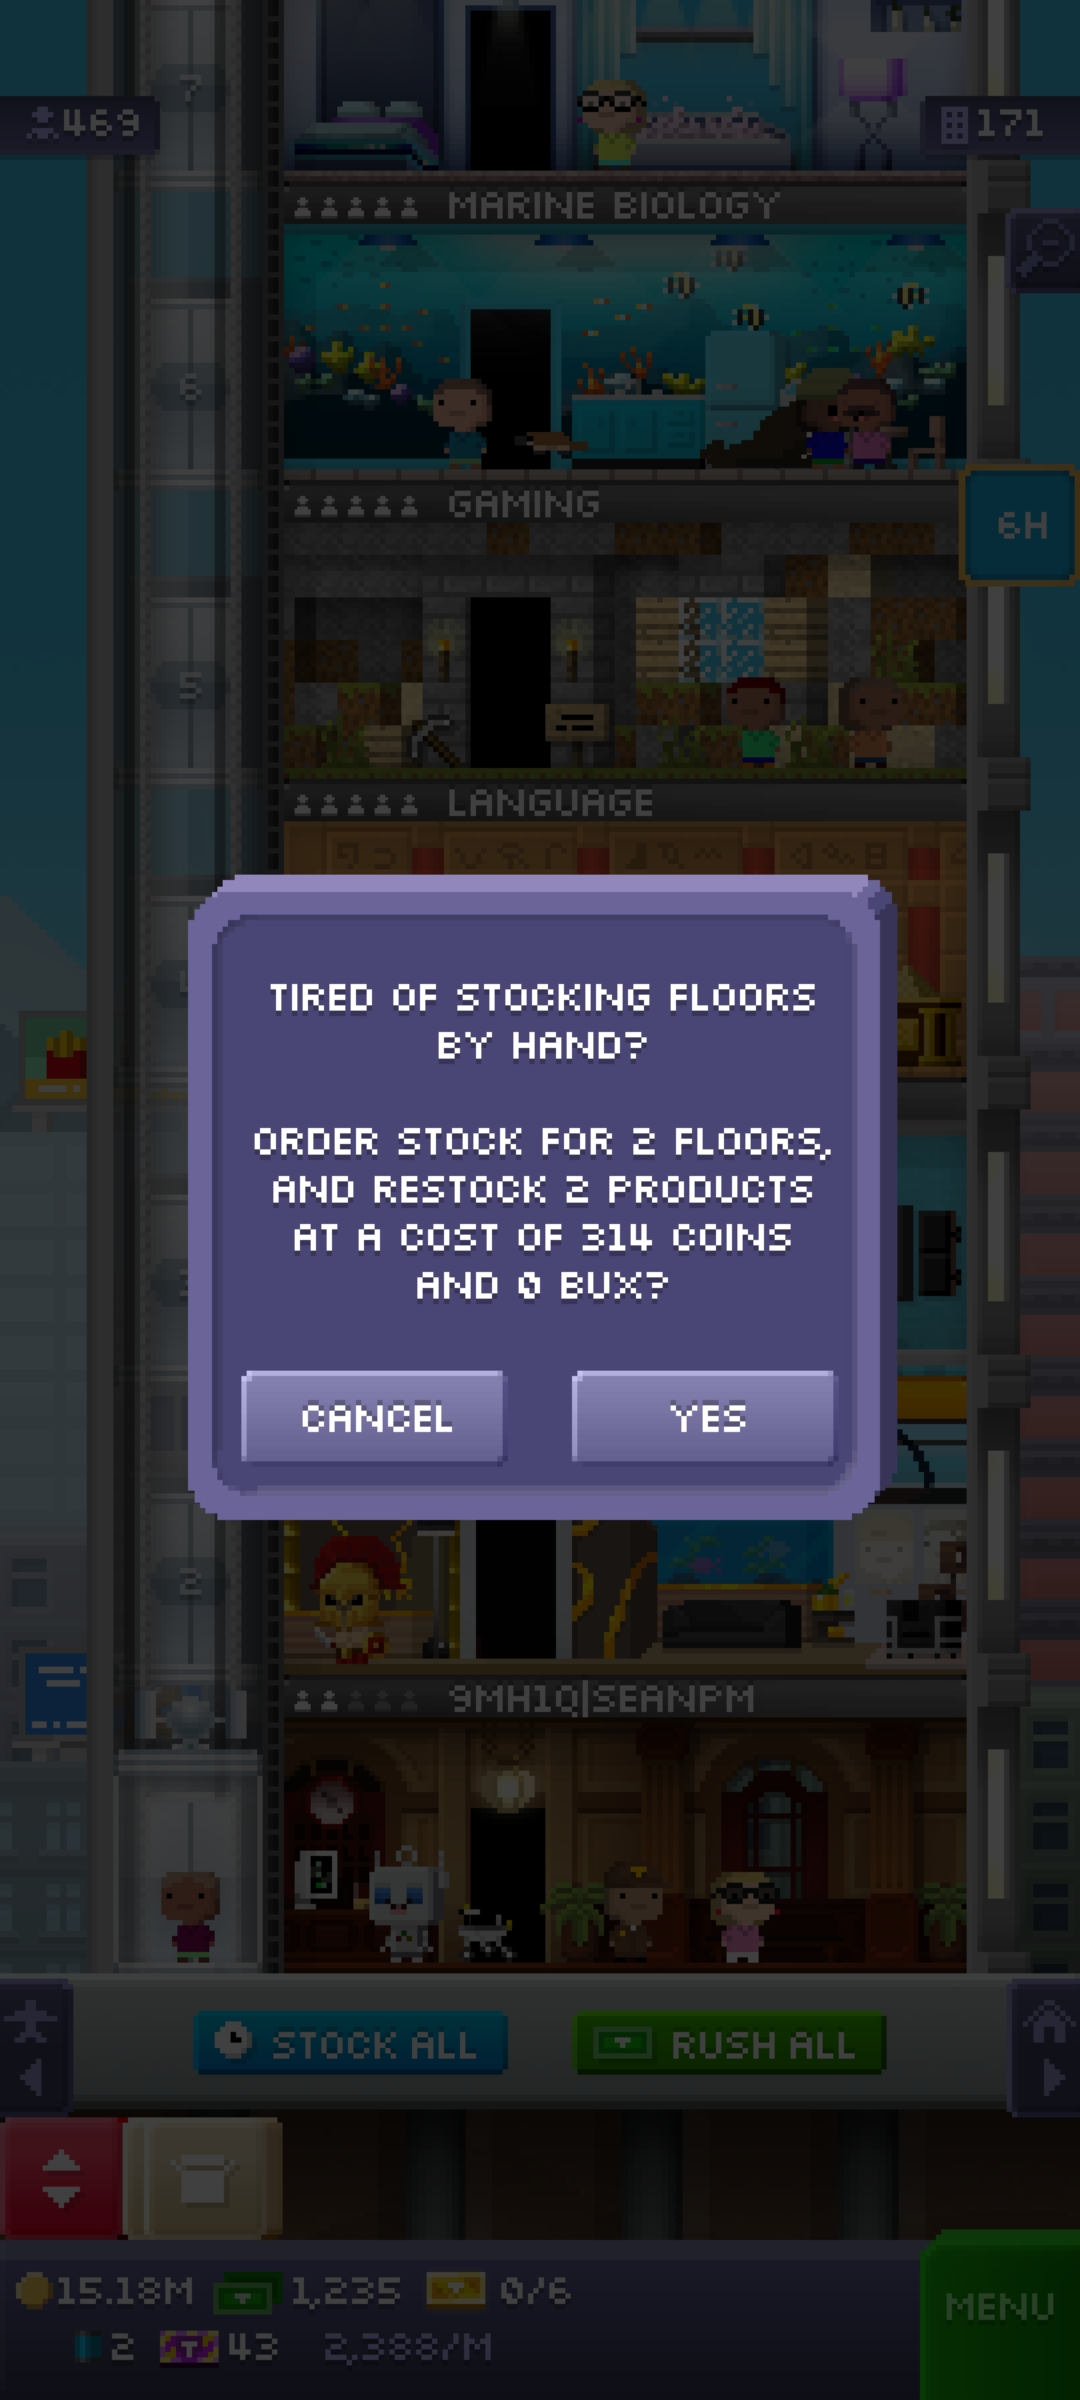 7
469
171
MARINE BIOLOGY
6
GAMING
6H
5
LANGUAGE
TIRED OF STOCKING FLOORS
BY HAND?
ORDER STOCK FOR 2 FLOORS,
AND RESTOCK 2 PRODUCTS
AT A COST OF 314 COINS
AND 0 BUX?
CANCEL
YES
2
9MH1Q|SEANPM
STOCK ALL
RUSH ALL
15.18M
1,235
0/6
MENU
2
43
2,388/M